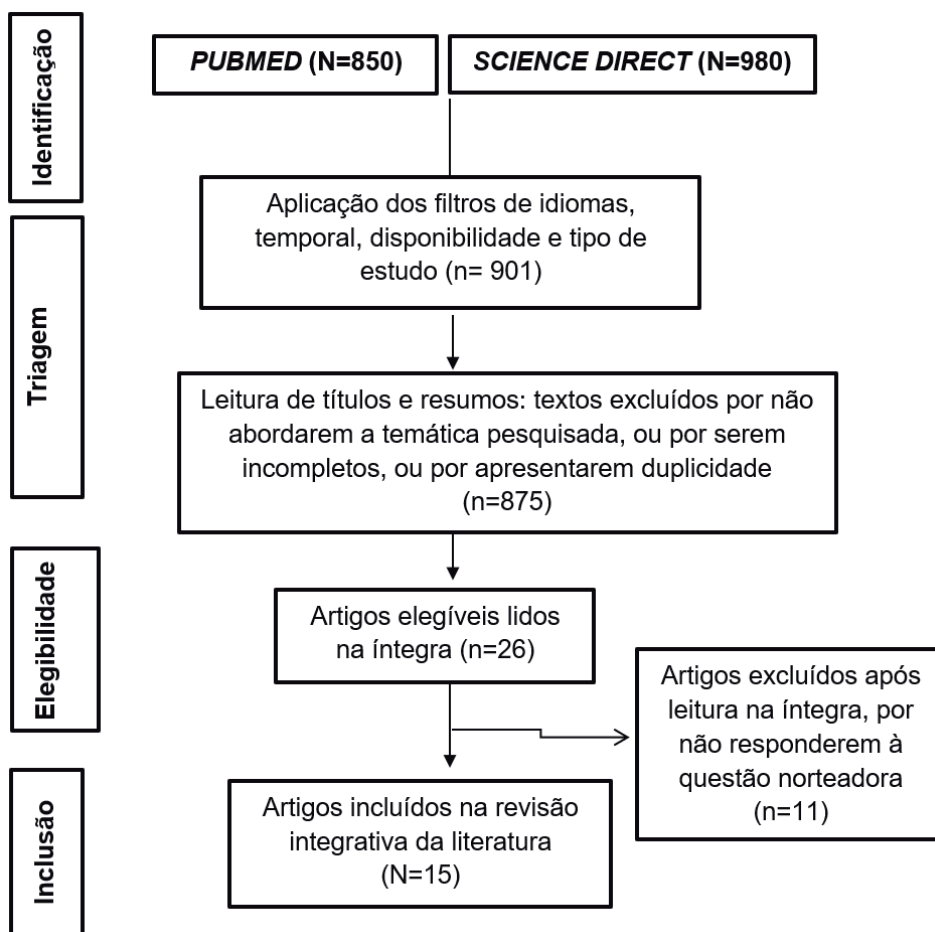 Identificação
PUBMED (N=850)
SCIENCE DIRECT (N=980)
Triagem
Aplicação dos filtros de idiomas,
temporal, disponibilidade e tipo de
estudo (n= 901)
Leitura de títulos e resumos: textos excluídos por não
abordarem a temática pesquisada, ou por serem
incompletos, ou por apresentarem duplicidade
(n=875)
Elegibilidade
Artigos elegíveis lidos
na íntegra (n=26)
Artigos excluídos após
leitura na íntegra, por
não responderem à
questão norteadora
(n=11)
Inclusão
Artigos incluídos na revisão
integrativa da literatura
(N=15)